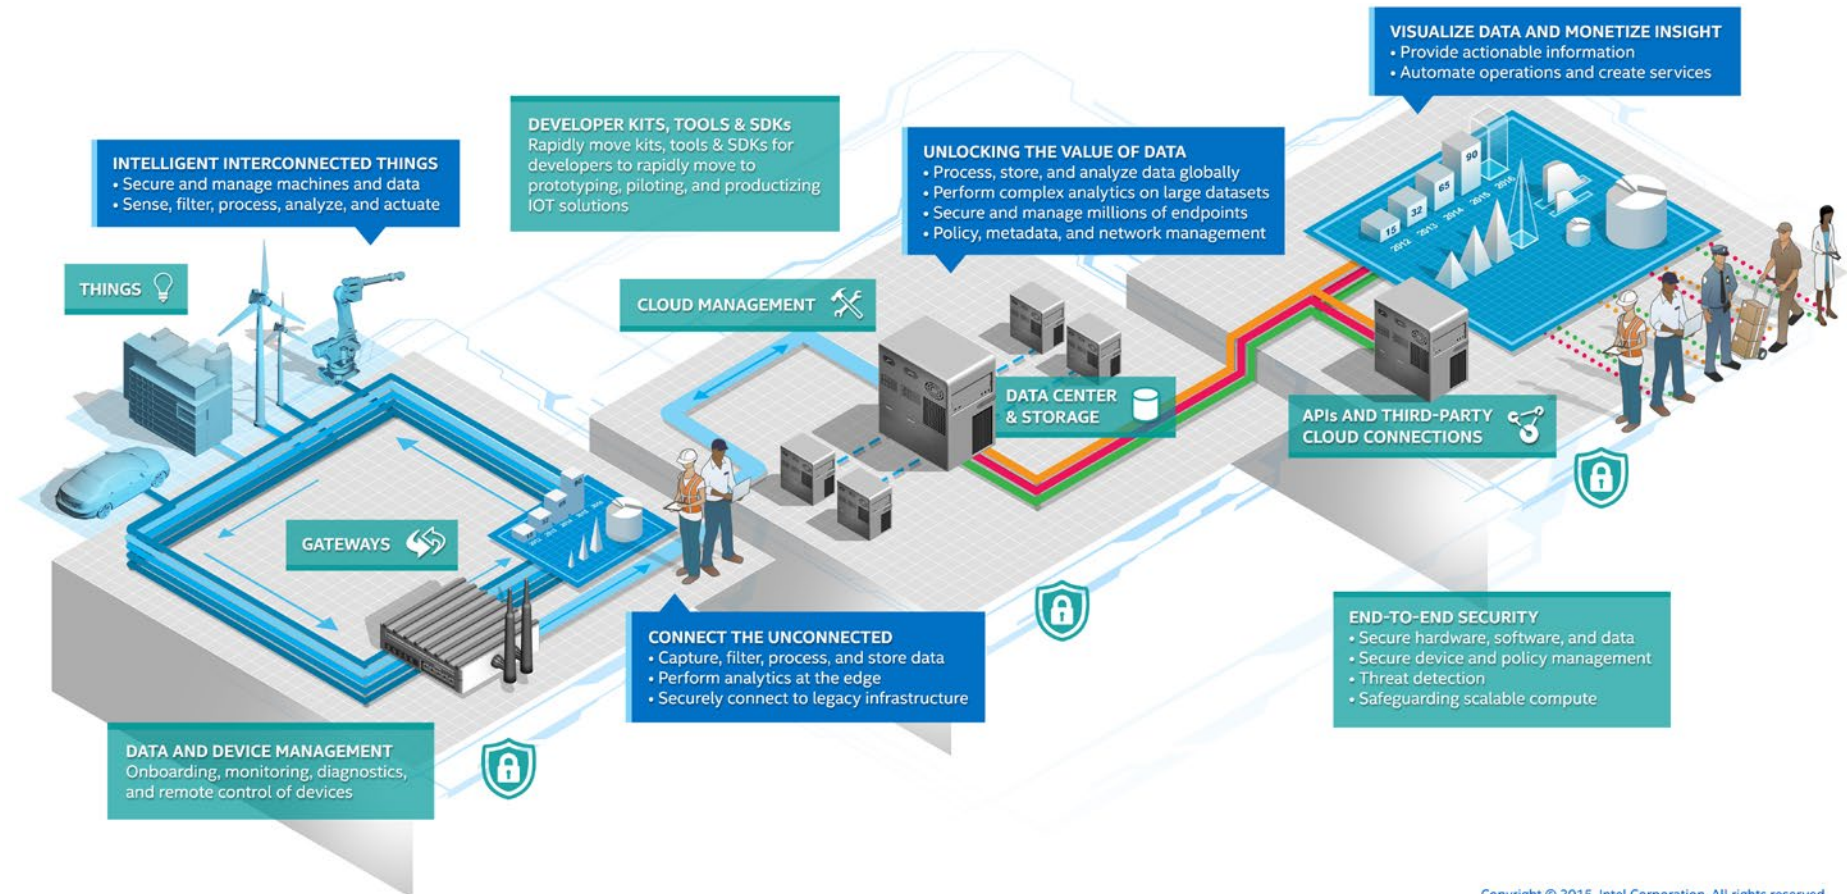 VISUALIZE DATA AND MONETIZE INSIGHT
• Provide actionable information
• Automate operations and create services
DEVELOPER KITS, TOOLS & SDKs
Rapidly move kits, tools & SDKs for
developers to rapidly move to
prototyping, piloting, and productizing
IOT solutions
INTELLIGENT INTERCONNECTED THINGS
• Secure and manage machines and data
• Sense, filter, process, analyze, and actuate
UNLOCKING THE VALUE OF DATA
• Process, store, and analyze data globally
• Perform complex analytics on large datasets
• Secure and manage millions of endpoints
• Policy, metadata, and network management
15
32
65
90
2012
2013
2014
2015
2016
THINGS
CLOUD MANAGEMENT
DATA CENTER
& STORAGE
APIs AND THIRD-PARTY
CLOUD CONNECTIONS
GATEWAYS
CONNECT THE UNCONNECTED
• Capture, filter, process, and store data
• Perform analytics at the edge
• Securely connect to legacy infrastructure
END-TO-END SECURITY
• Secure hardware, software, and data
• Secure device and policy management
• Threat detection
• Safeguarding scalable compute
DATA AND DEVICE MANAGEMENT
Onboarding, monitoring, diagnostics,
and remote control of devices